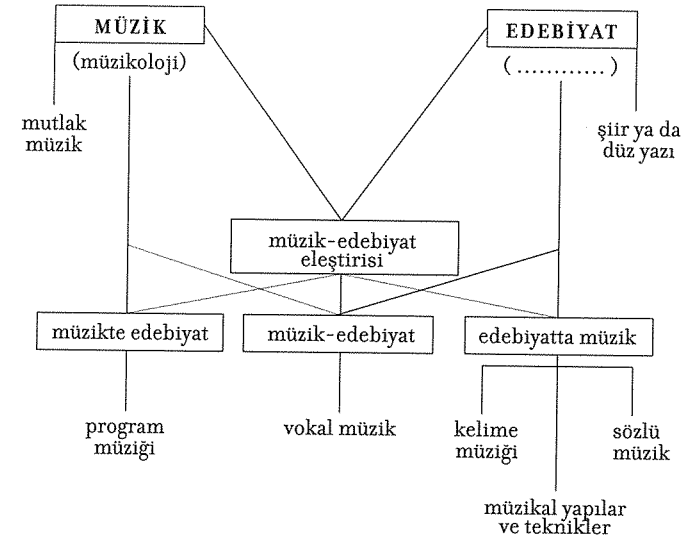 MÜZİK
(müzikoloji)
EDEBİYAT
(............)
mutlak
müzik
şiir ya da
düz yazı
müzik-edebiyat
eleştirisi
müzikte edebiyat
müzik-edebiyat
edebiyatta müzik
program
müziği
vokal müzik
kelime
müziği
sözlü
müzik
müzikal yapılar
ve teknikler